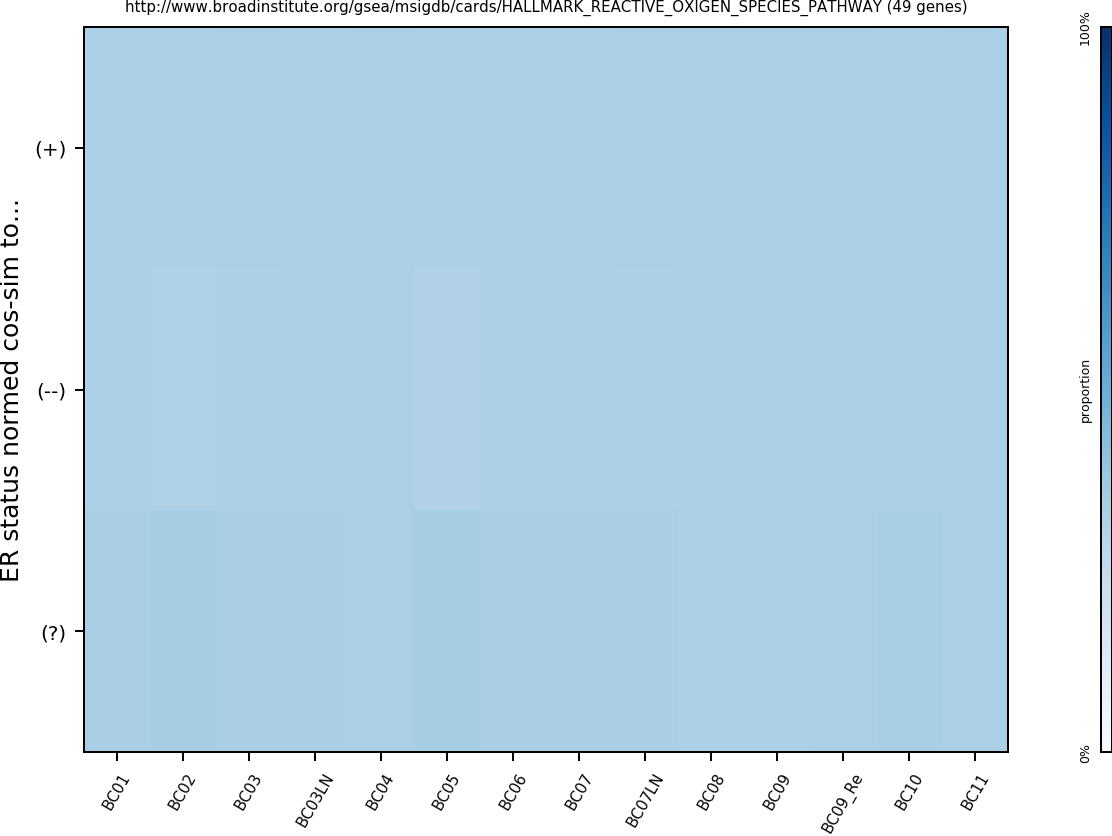 http://www.broadinstitute.org/gsea/msigdb/cards/HALLMARK_REACTIVE_OXIGEN_SPECIES_PATHWAY (49 genes)
ER status normed cos-sim to...
(+)
(--)
(?)
BC01
BC02
BC03
BC03LN
BC04
BC05
BC06
BC07
BC07LN
BC08
BC09
BC09_Re
BC10
BC11
100%
proportion
0%